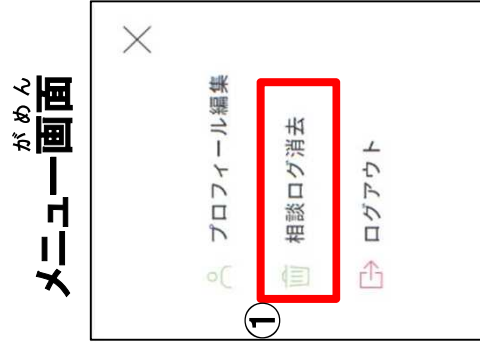 がめん
メニュー画面
プロフィール編集
① 相談ログ消去
ログアウト